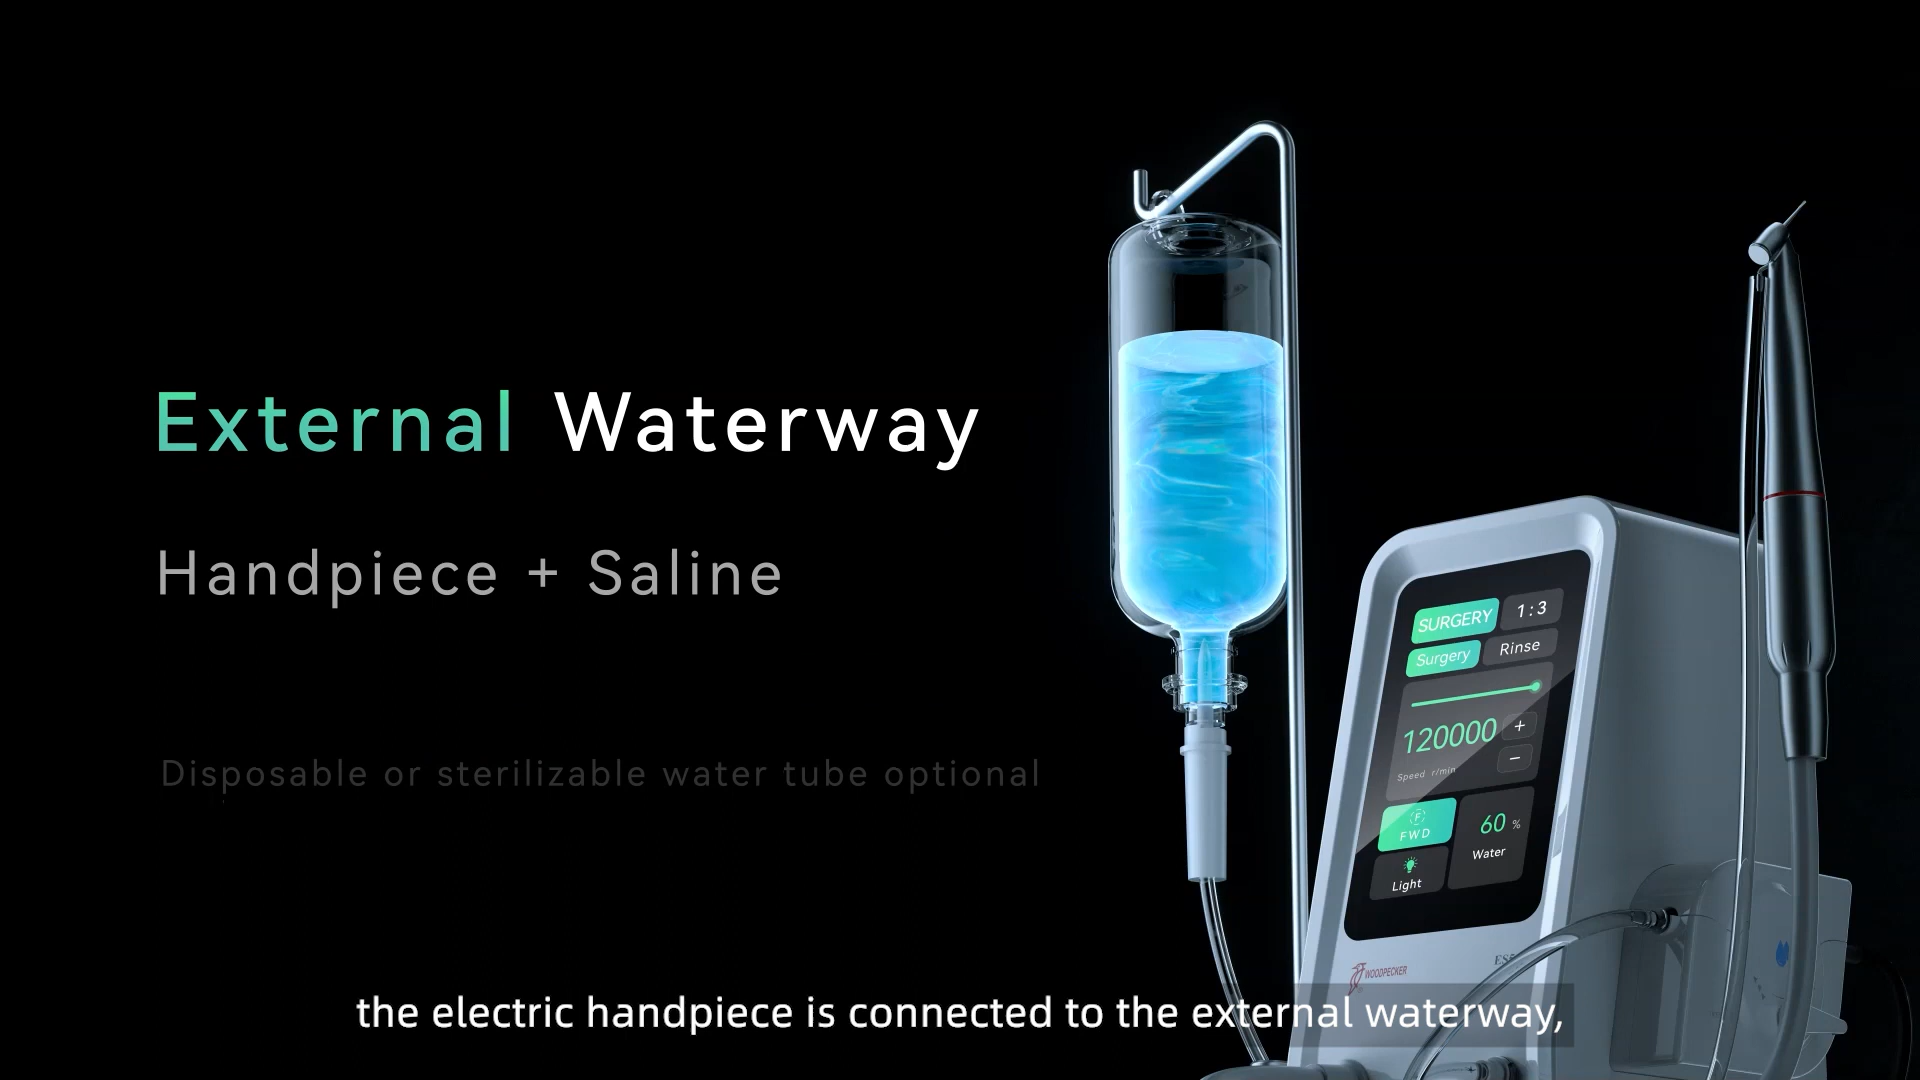 External Waterway
Handpiece + Saline
Disposable or sterilizable water tube optional
SURGERY 1:3
Surgery Rinse
120000 +
−
Speed r/min
F
FWD
60 %
Water
Light
WOODPECKER
the electric handpiece is connected to the external waterway,